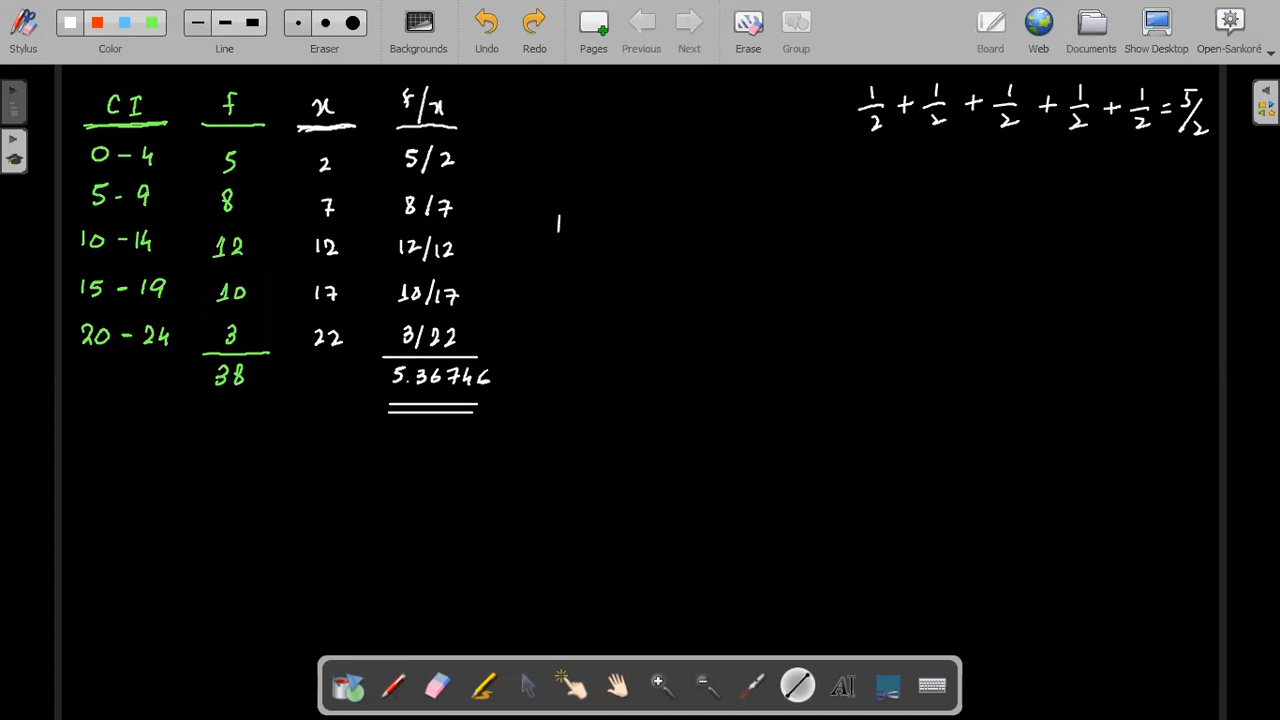 Stylus Color Line Eraser Backgrounds Undo Redo Pages Previous Next Erase Group Board Web Documents Show Desktop Open-Sankoré
C I f x f/x
1/2 + 1/2 + 1/2 + 1/2 + 1/2 = 5/2
0 - 4 5 2 5/2
5 - 9 8 7 8/7
10 - 14 12 12 12/12
15 - 19 10 17 10/17
20 - 24 3 22 3/22
38 5.36746
AI